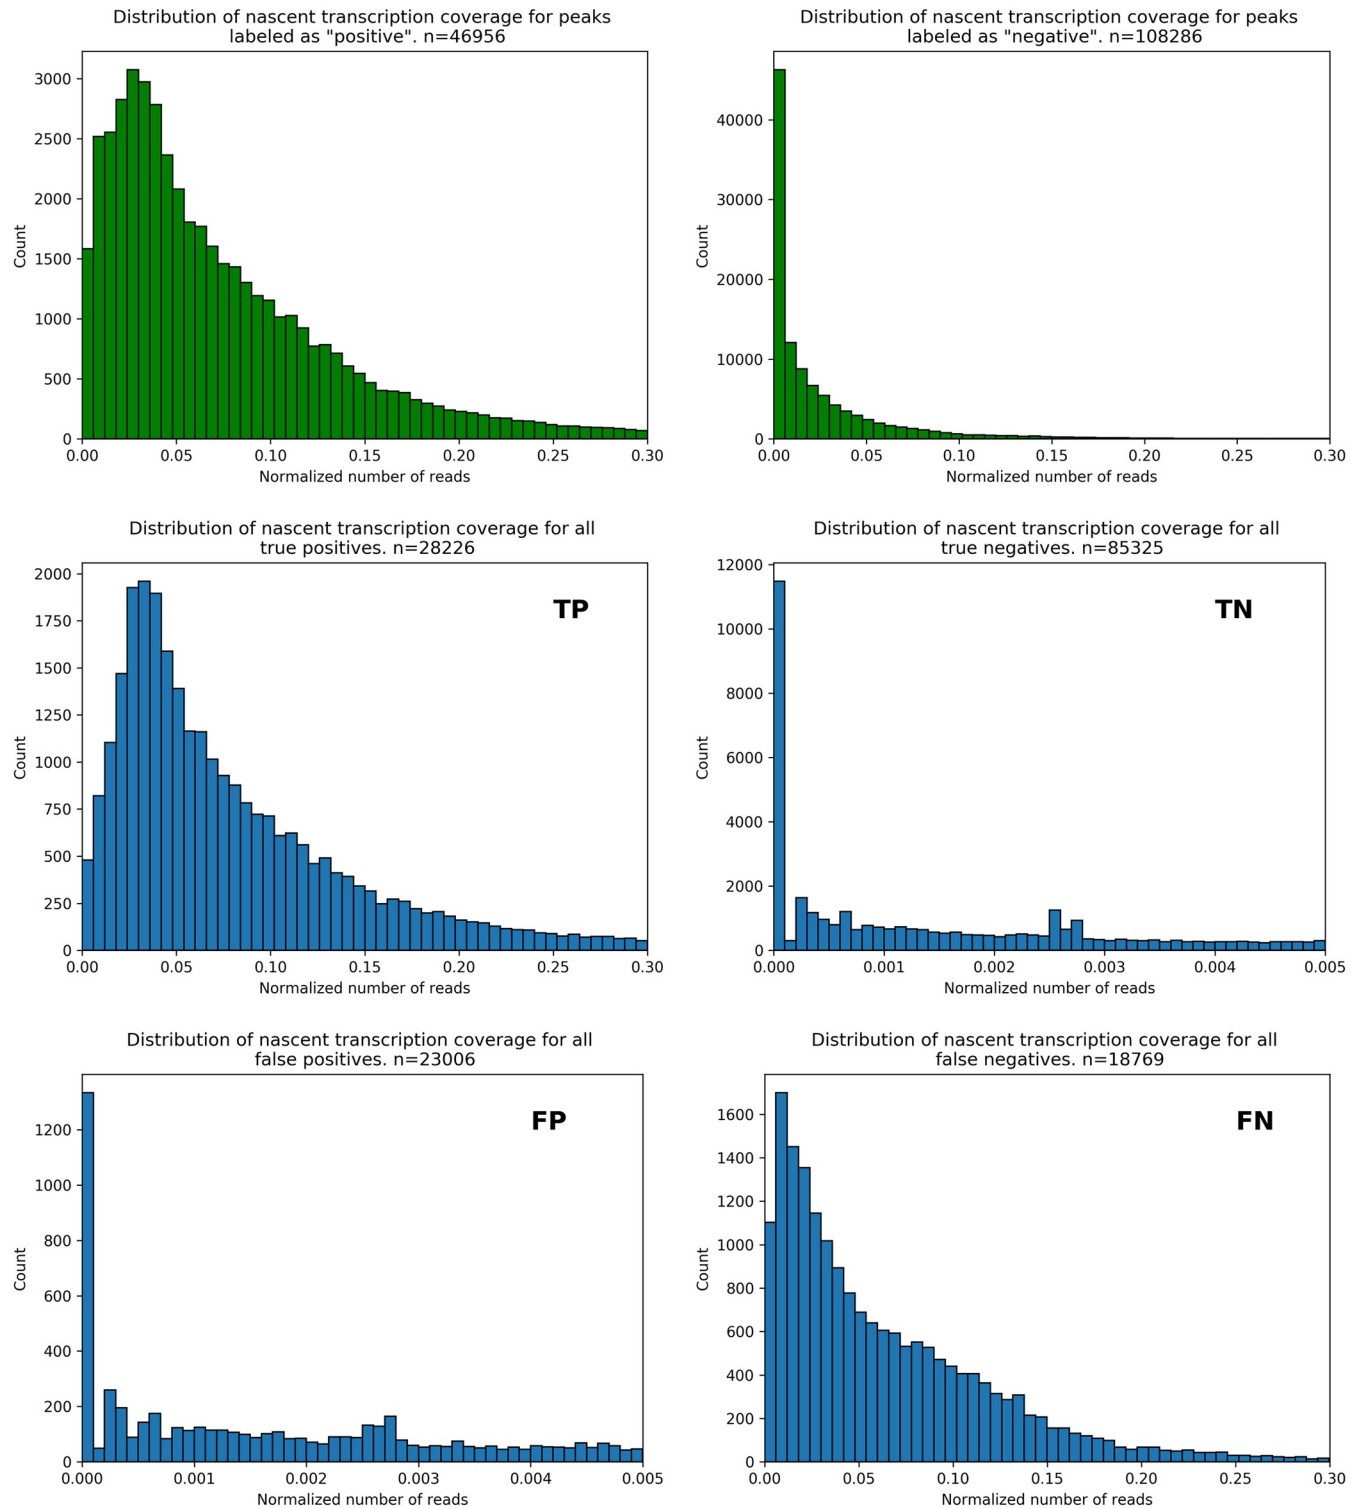 Distribution of nascent transcription coverage for peaks
labeled as "positive". n=46956
3000
2500
2000
1500
1000
500
0
Count
0.00 0.05 0.10 0.15 0.20 0.25 0.30
Normalized number of reads
Distribution of nascent transcription coverage for peaks
labeled as "negative". n=108286
40000
30000
20000
10000
0
Count
0.00 0.05 0.10 0.15 0.20 0.25 0.30
Normalized number of reads
Distribution of nascent transcription coverage for all
true positives. n=28226
TP
2000
1750
1500
1250
1000
750
500
250
0
Count
0.00 0.05 0.10 0.15 0.20 0.25 0.30
Normalized number of reads
Distribution of nascent transcription coverage for all
true negatives. n=85325
TN
12000
10000
8000
6000
4000
2000
0
Count
0.000 0.001 0.002 0.003 0.004 0.005
Normalized number of reads
Distribution of nascent transcription coverage for all
false positives. n=23006
FP
1200
1000
800
600
400
200
0
Count
0.000 0.001 0.002 0.003 0.004 0.005
Normalized number of reads
Distribution of nascent transcription coverage for all
false negatives. n=18769
FN
1600
1400
1200
1000
800
600
400
200
0
Count
0.00 0.05 0.10 0.15 0.20 0.25 0.30
Normalized number of reads